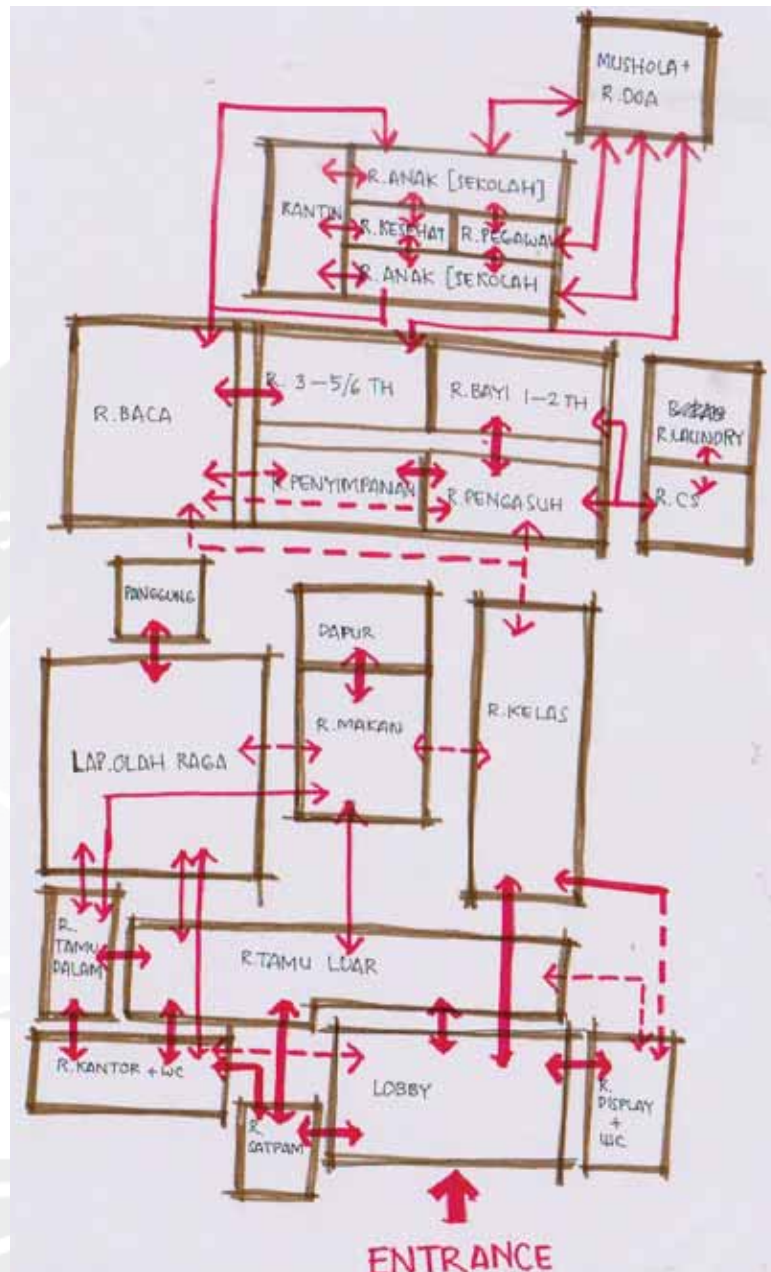 MUSHOLA +
R.DOA
R.ANAK [SEKOLAH]
KANTIN
R.KESEHAT
R.PEGAWAI
R.ANAK [SEKOLAH
R. 3-5/6 TH
R.BAYI 1-2 TH
R.BACA
R.LAUNDRY
R.PENYIMPANAN
R.PENGASUH
R.CS
PANGGUNG
DAPUR
R.MAKAN
R.KELAS
LAP.OLAH RAGA
R.
TAMU
DALAM
R.TAMU LUAR
R.KANTOR + WC
LOBBY
R.
DISPLAY
+
WC
R.
SATPAM
ENTRANCE